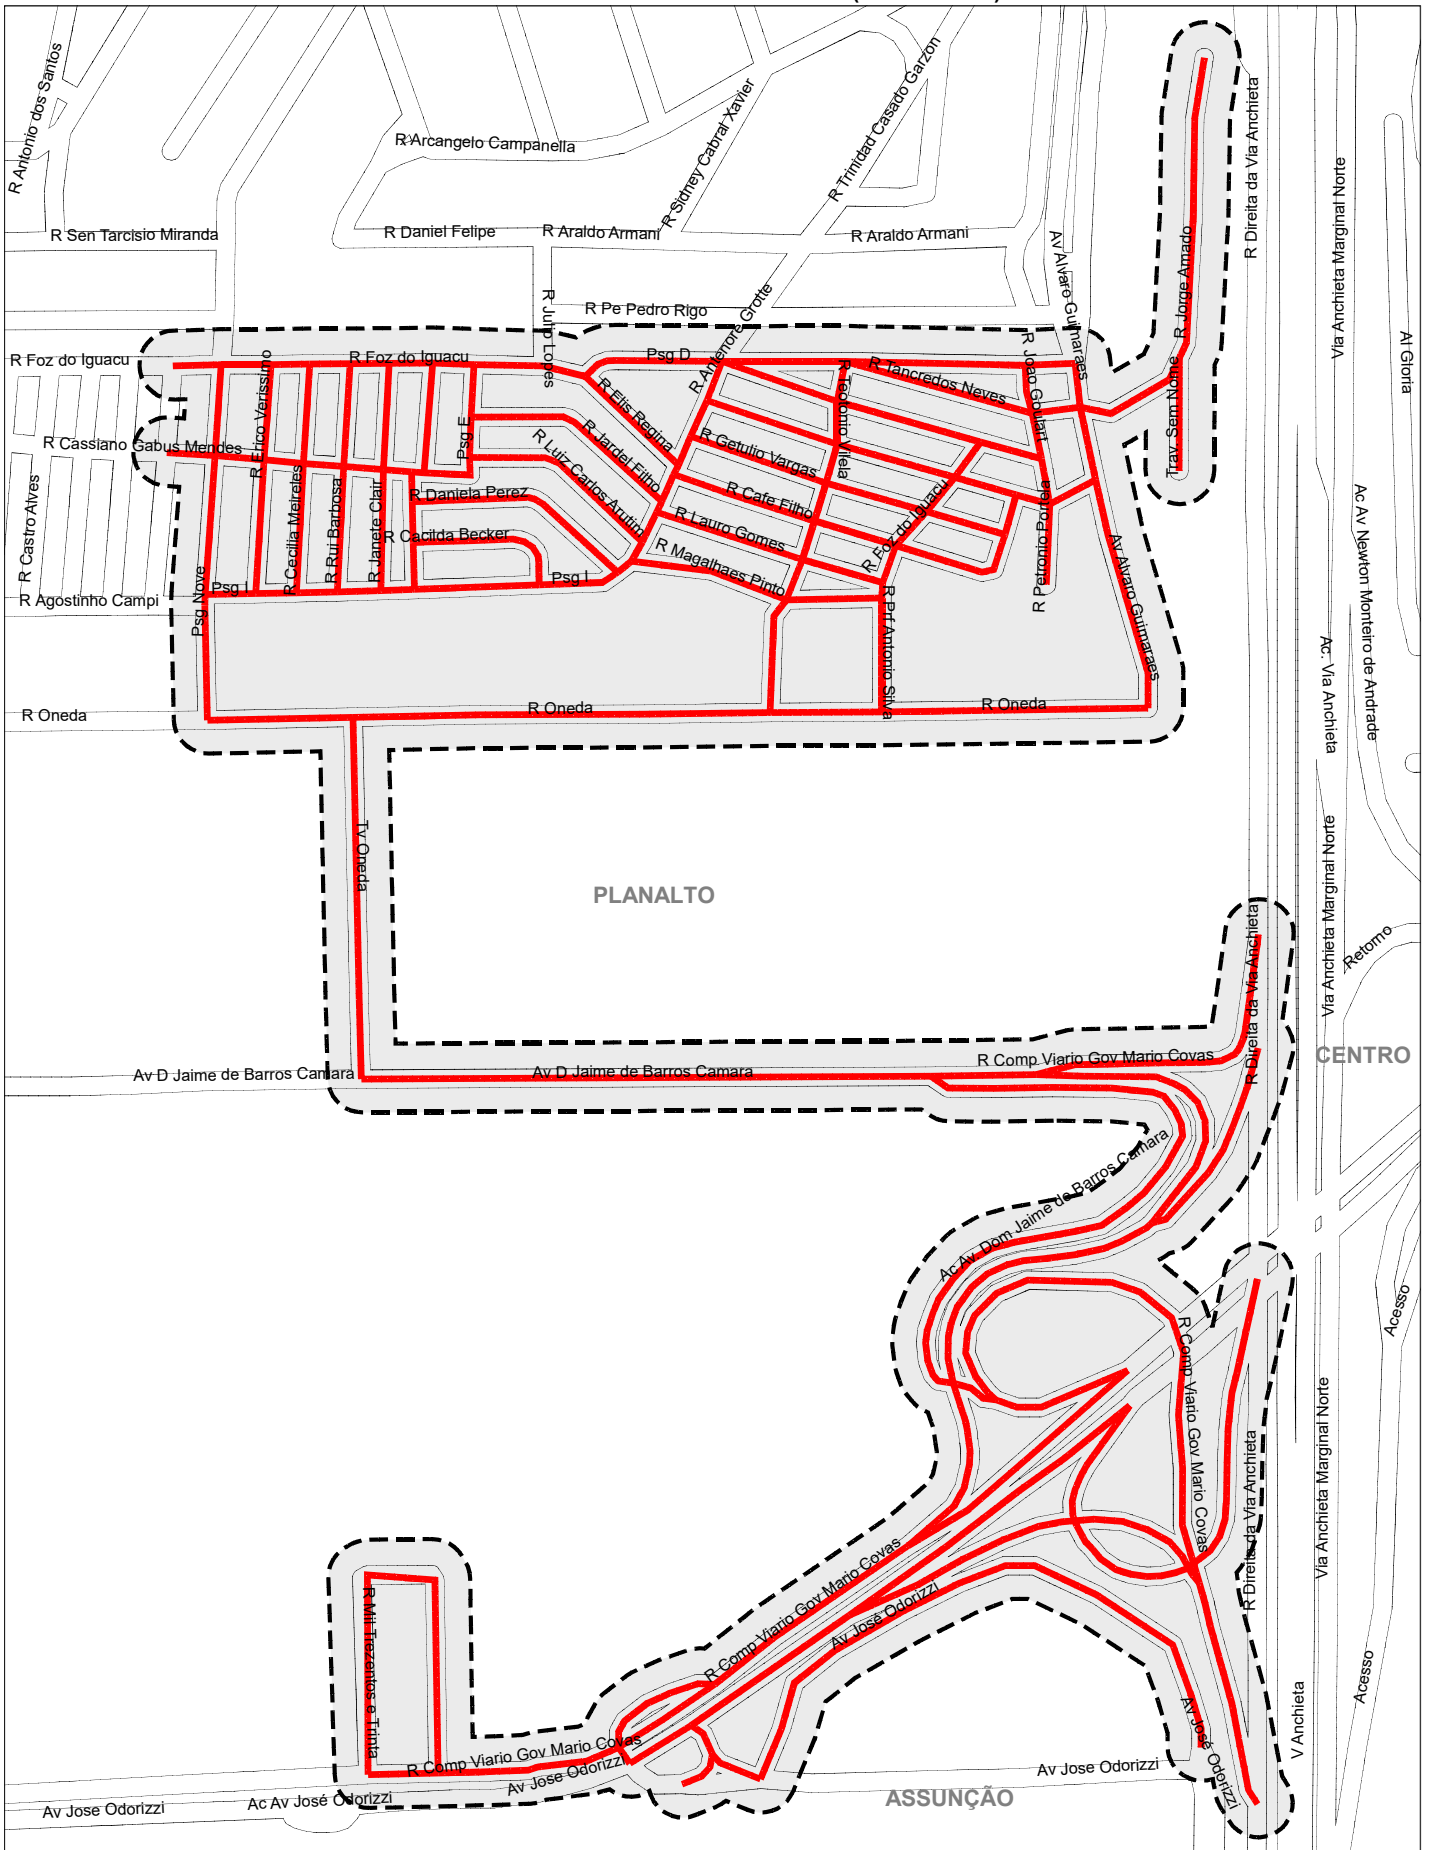 R Antonio dos Santos
R Arcangelo Campanella
R Sidney Cabral Xavier
R Trinidad Casado Garzon
R Direita da Via Anchieta
Via Anchieta Marginal Norte
Al Gloria
R Sen Tarcisio Miranda
R Daniel Felipe
R Araldo Armani
R Araldo Armani
Av Alvaro Guimaraes
R Jorge Amado
R Julio Lopes
R Pe Pedro Rigo
R Antenore Grotte
R Foz do Iguacu
R Foz do Iguacu
Psg D
R Joao Goulart
R Tancredos Neves
R Teotonio Vilela
Trav. Sem Nome
R Erico Verissimo
R Elis Regina
R Cassiano Gabus Mendes
Psg E
R Jardel Filho
R Getulio Vargas
R Luiz Carlos Arutim
R Castro Alves
R Cecilia Meireles
R Rui Barbosa
R Janete Clair
R Daniela Perez
R Cafe Filho
R Foz do Iguacu
R Petronio Portela
Ac Av Newton Monteiro de Andrade
R Cacilda Becker
R Lauro Gomes
R Magalhaes Pinto
Av Alvaro Guimaraes
Psg I
Psg I
R Agostinho Campi
Psg Nove
R Prf Antonio Silva
Ac. Via Anchieta
R Oneda
R Oneda
R Oneda
Tv Oneda
PLANALTO
Via Anchieta Marginal Norte
R Direita da Via Anchieta
Retorno
CENTRO
R Comp Viario Gov Mario Covas
Av D Jaime de Barros Camara
Av D Jaime de Barros Camara
Ac Av. Dom Jaime de Barros Camara
Acesso
R Comp Viario Gov Mario Covas
Via Anchieta Marginal Norte
R Direita da Via Anchieta
R Comp Viario Gov Mario Covas
Av José Odorizzi
R Mil Trezentos e Trinta
Acesso
V Anchieta
Av José Odorizzi
R Comp Viario Gov Mario Covas
Av Jose Odorizzi
Av Jose Odorizzi
ASSUNÇÃO
Av Jose Odorizzi
Ac Av José Odorizzi